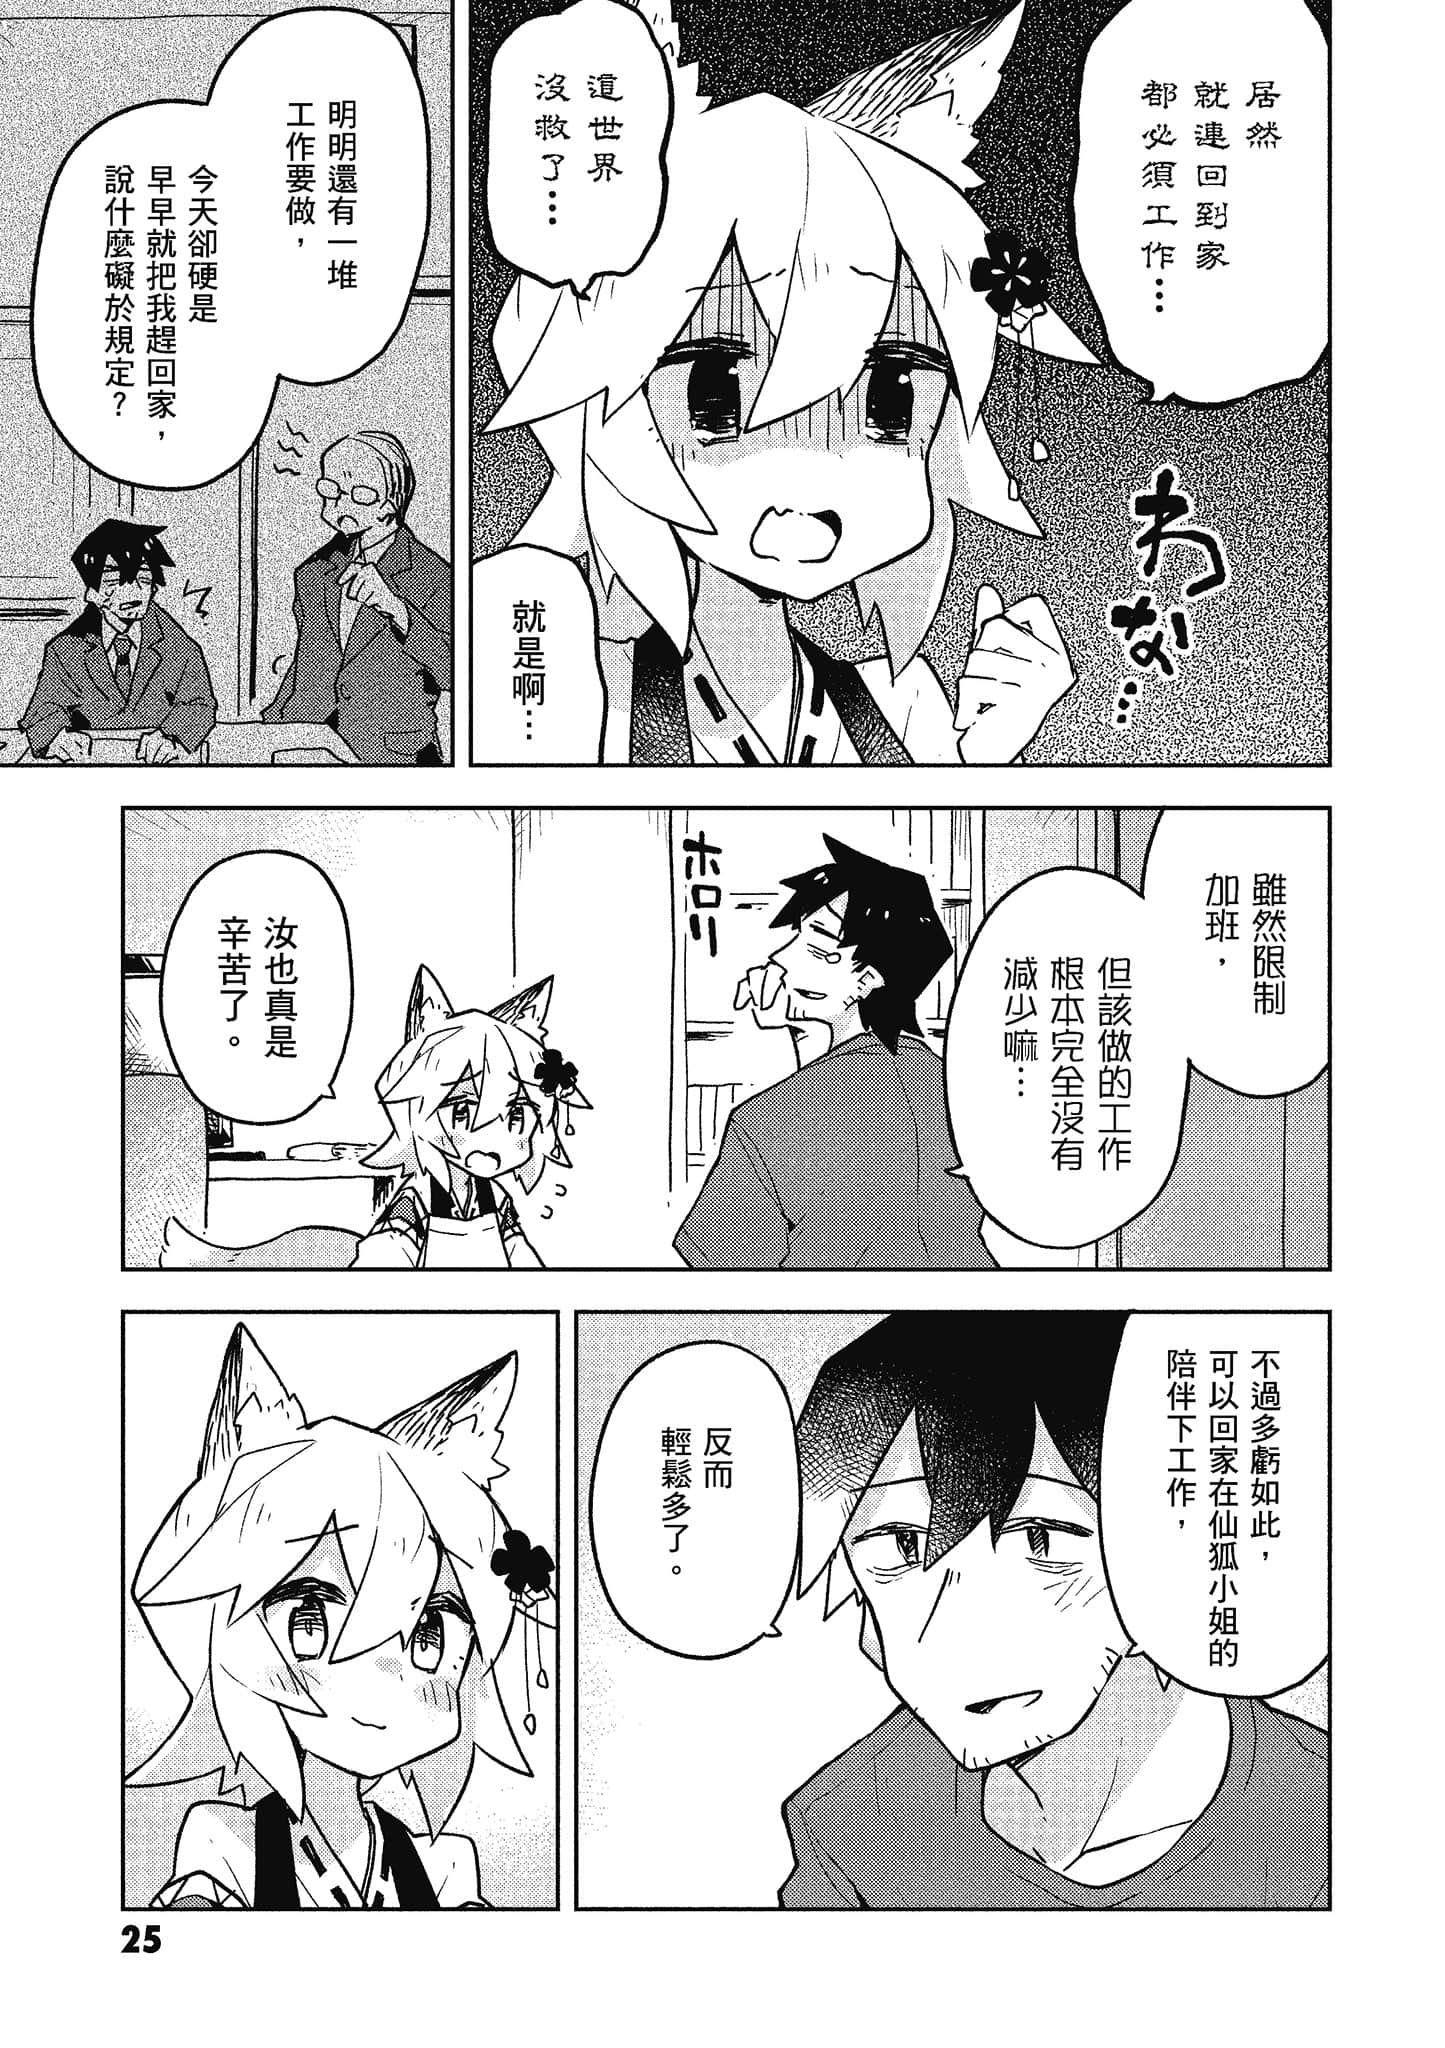 居然
就連回到家
都必須工作⋯
這世界
沒救了⋯
わな⋯
就是啊⋯
明明還有一堆
工作要做，
今天卻硬是
早早就把我趕回家，
說什麼礙於規定？
雖然限制
加班，
但該做的工作
根本完全沒有
減少嘛⋯
ホロリ
汝也真是
辛苦了。
不過多虧如此，
可以回家在仙狐小姐的
陪伴下工作，
反而
輕鬆多了。
25